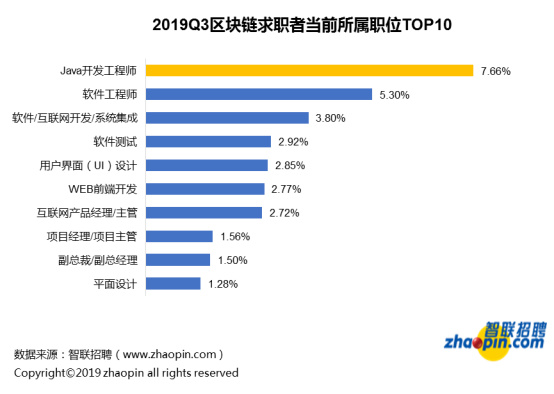 2019Q3区块链求职者当前所属职位TOP10
Java开发工程师 7.66%
软件工程师 5.30%
软件/互联网开发/系统集成 3.80%
软件测试 2.92%
用户界面（UI）设计 2.85%
WEB前端开发 2.77%
互联网产品经理/主管 2.72%
项目经理/项目主管 1.56%
副总裁/副总经理 1.50%
平面设计 1.28%
智联招聘
zhaopin.com
数据来源：智联招聘（www.zhaopin.com）
Copyright©2019 zhaopin all rights reserved